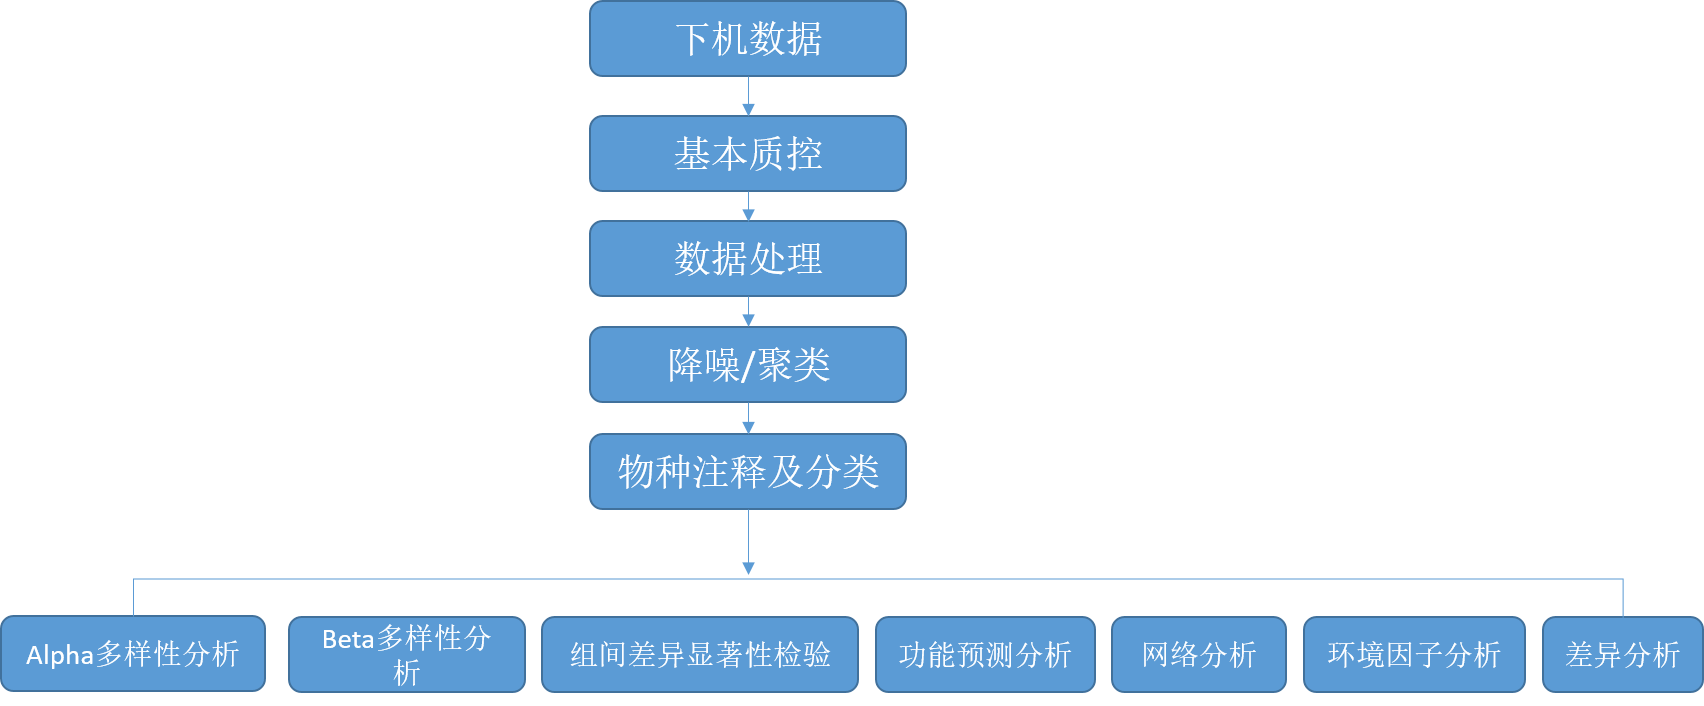 下机数据
基本质控
数据处理
降噪/聚类
物种注释及分类
Alpha多样性分析
Beta多样性分
析
组间差异显著性检验
功能预测分析
网络分析
环境因子分析
差异分析